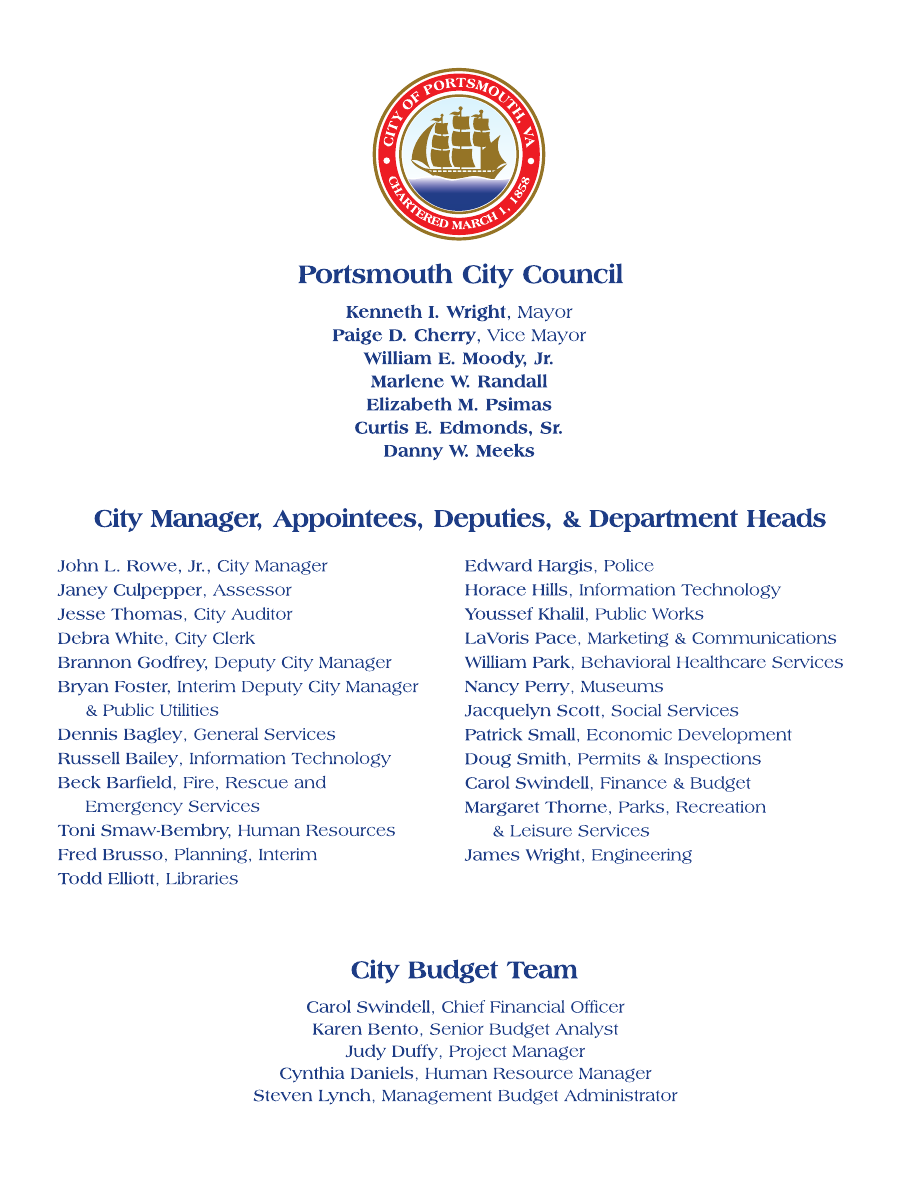 CITY OF PORTSMOUTH, VA
CHARTERED MARCH 1, 1858
Portsmouth City Council
Kenneth I. Wright, Mayor
Paige D. Cherry, Vice Mayor
William E. Moody, Jr.
Marlene W. Randall
Elizabeth M. Psimas
Curtis E. Edmonds, Sr.
Danny W. Meeks
City Manager, Appointees, Deputies, & Department Heads
John L. Rowe, Jr., City Manager
Janey Culpepper, Assessor
Jesse Thomas, City Auditor
Debra White, City Clerk
Brannon Godfrey, Deputy City Manager
Bryan Foster, Interim Deputy City Manager
& Public Utilities
Dennis Bagley, General Services
Russell Bailey, Information Technology
Beck Barfield, Fire, Rescue and
Emergency Services
Toni Smaw-Bembry, Human Resources
Fred Brusso, Planning, Interim
Todd Elliott, Libraries
Edward Hargis, Police
Horace Hills, Information Technology
Youssef Khalil, Public Works
LaVoris Pace, Marketing & Communications
William Park, Behavioral Healthcare Services
Nancy Perry, Museums
Jacquelyn Scott, Social Services
Patrick Small, Economic Development
Doug Smith, Permits & Inspections
Carol Swindell, Finance & Budget
Margaret Thorne, Parks, Recreation
& Leisure Services
James Wright, Engineering
City Budget Team
Carol Swindell, Chief Financial Officer
Karen Bento, Senior Budget Analyst
Judy Duffy, Project Manager
Cynthia Daniels, Human Resource Manager
Steven Lynch, Management Budget Administrator